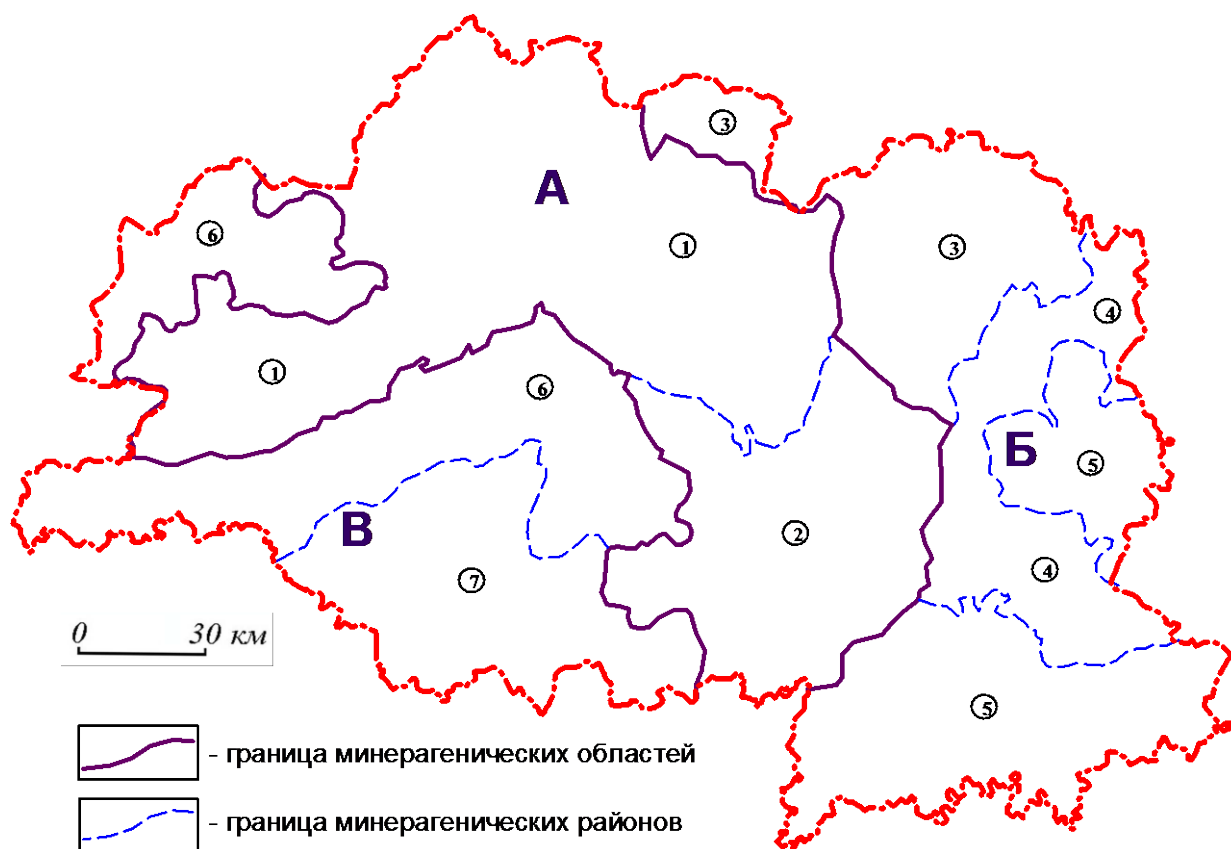 3
А
6
1
3
4
1
6
Б
5
В
2
7
4
0 30 км
5
- граница минерагенических областей
- граница минерагенических районов